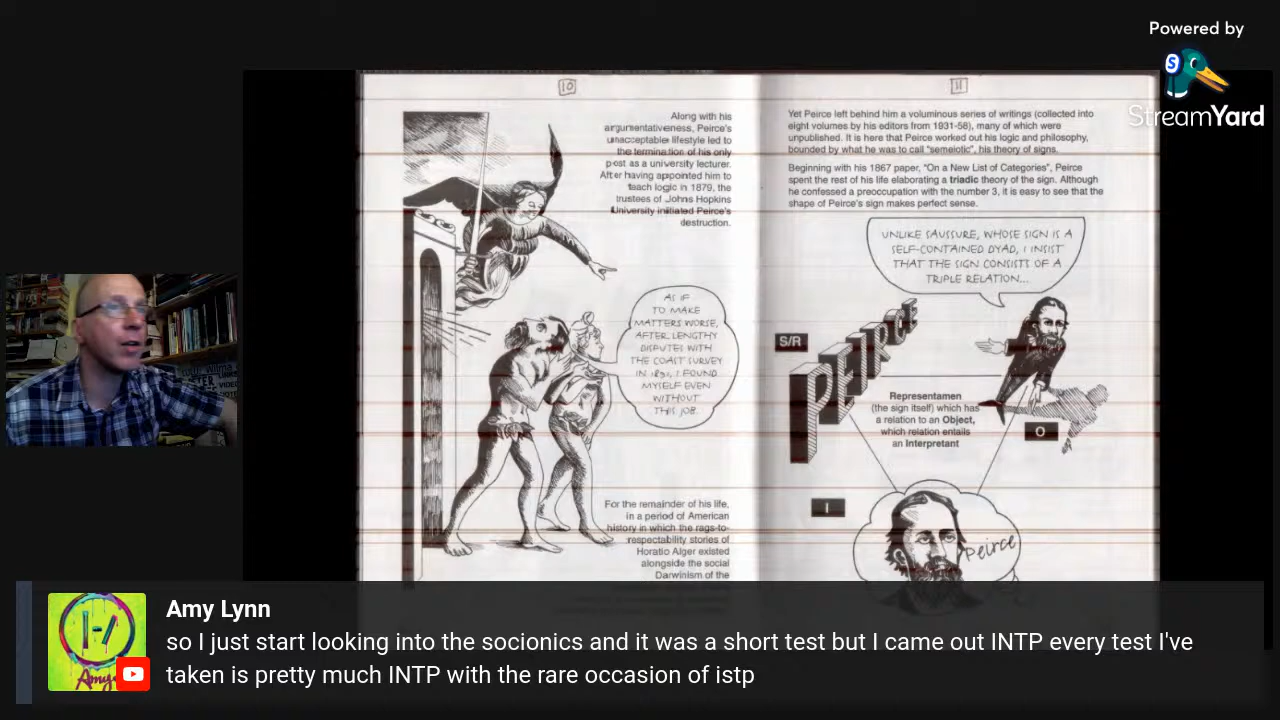 Powered by
StreamYard
10
Along with his
argumentativeness, Peirce's
unacceptable lifestyle led to
the termination of his only
post as a university lecturer.
After having appointed him to
teach logic in 1879, the
trustees of Johns Hopkins
University initiated Peirce's
destruction.
AS IF
TO MAKE
MATTERS WORSE,
AFTER LENGTHY
DISPUTES WITH
THE COAST SURVEY
IN 1891, I FOUND
MYSELF EVEN
WITHOUT
THIS JOB.
For the remainder of his life,
in a period of American
history in which the rags-to-
respectability stories of
Horatio Alger existed
alongside the social
Darwinism of the
11
Yet Peirce left behind him a voluminous series of writings (collected into
eight volumes by his editors from 1931-58), many of which were
unpublished. It is here that Peirce worked out his logic and philosophy,
bounded by what he was to call "semeiotic", his theory of signs.
Beginning with his 1867 paper, "On a New List of Categories", Peirce
spent the rest of his life elaborating a triadic theory of the sign. Although
he confessed a preoccupation with the number 3, it is easy to see that the
shape of Peirce's sign makes perfect sense.
UNLIKE SAUSSURE, WHOSE SIGN IS A
SELF-CONTAINED DYAD, I INSIST
THAT THE SIGN CONSISTS OF A
TRIPLE RELATION...
S/R
PEIRCE
Representamen
(the sign itself) which has
a relation to an Object,
which relation entails
an Interpretant
O
I
Peirce
Amy Lynn
so I just start looking into the socionics and it was a short test but I came out INTP every test I've
taken is pretty much INTP with the rare occasion of istp